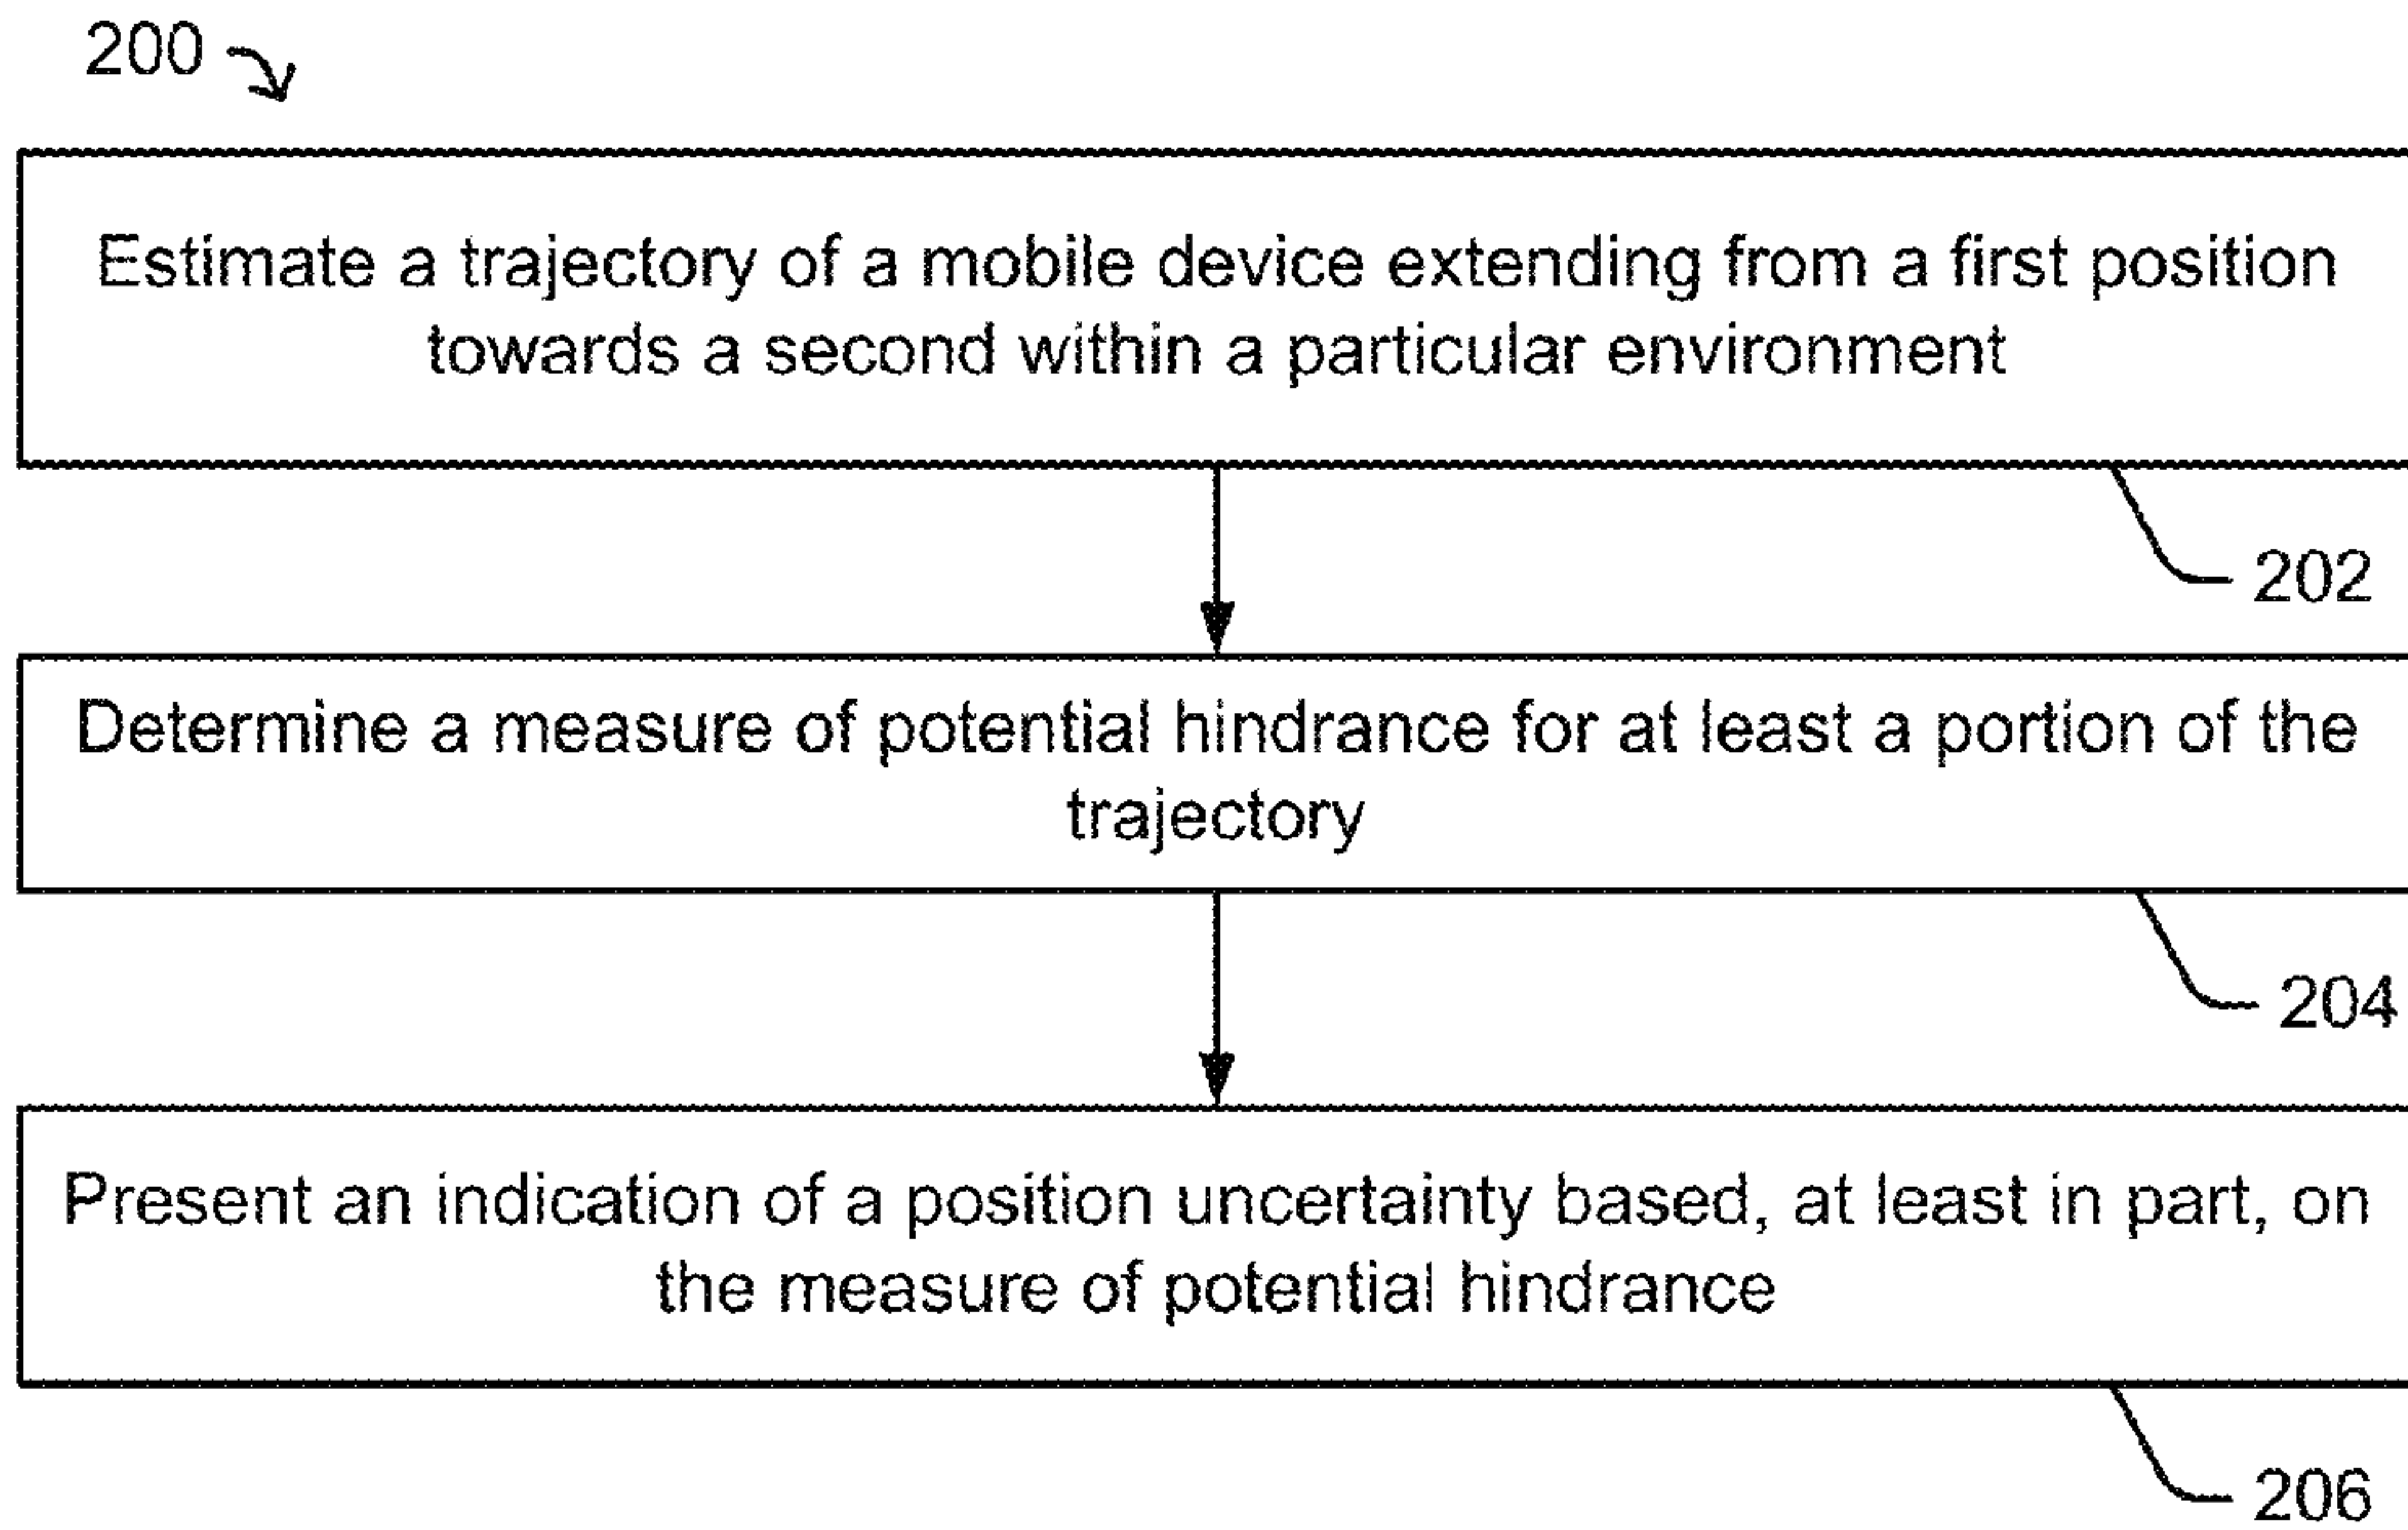 200
Estimate a trajectory of a mobile device extending from a first position
towards a second within a particular environment
202
Determine a measure of potential hindrance for at least a portion of the
trajectory
204
Present an indication of a position uncertainty based, at least in part, on
the measure of potential hindrance
206